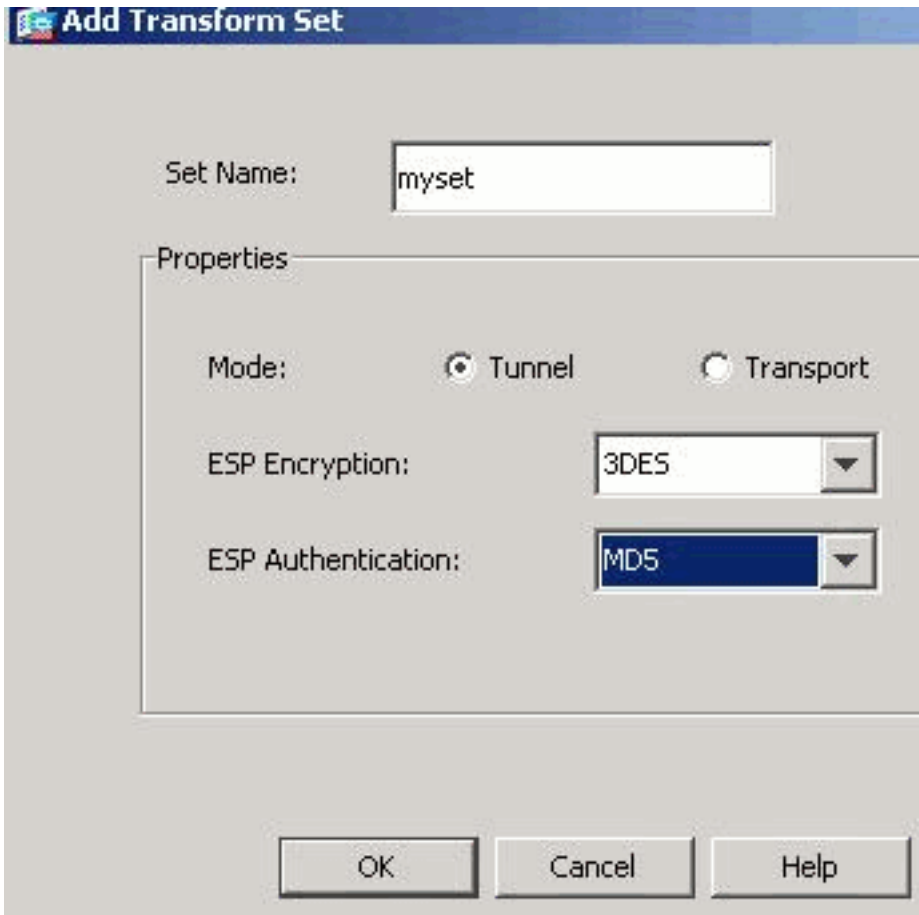 Add Transform Set
Set Name: myset
Properties
Mode: Tunnel Transport
ESP Encryption: 3DES
ESP Authentication: MD5
OK Cancel Help